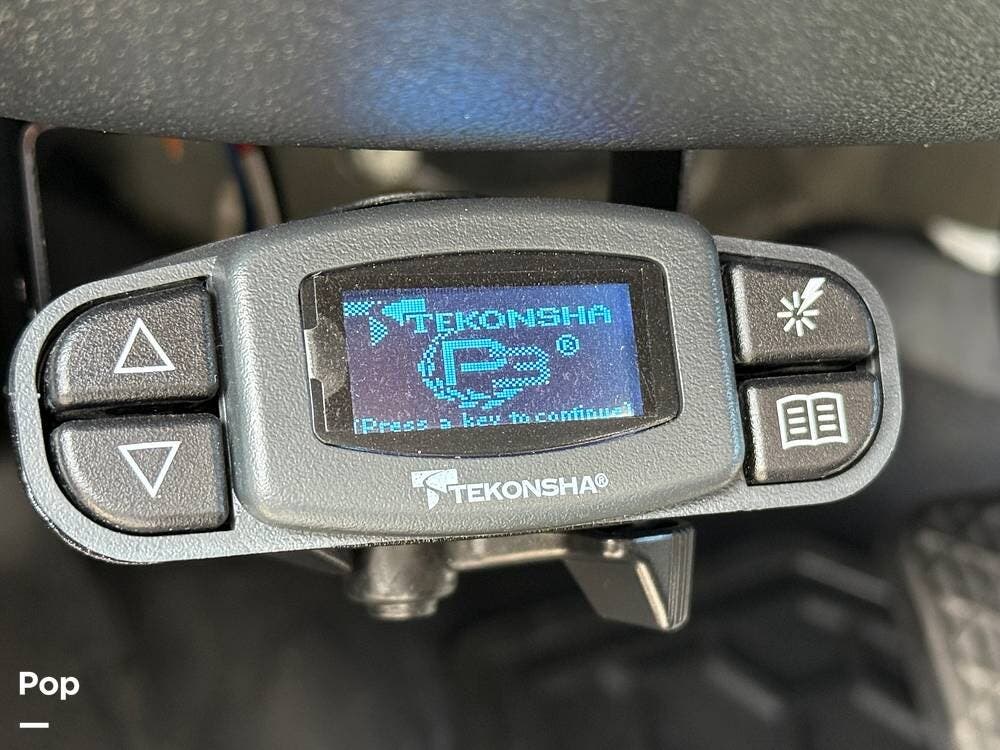 TEKONSHA
P3®
Press a key to continue
TEKONSHA®
Pop